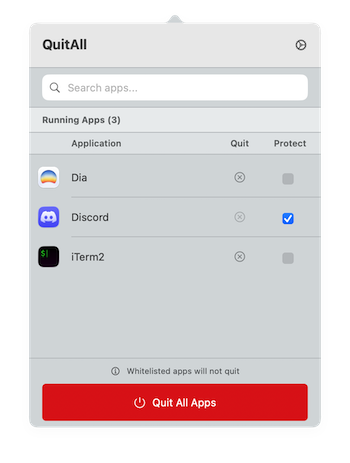 QuitAll
Search apps...
Running Apps (3)
Application Quit Protect
Dia
Discord
$ iTerm2
Whitelisted apps will not quit
Quit All Apps